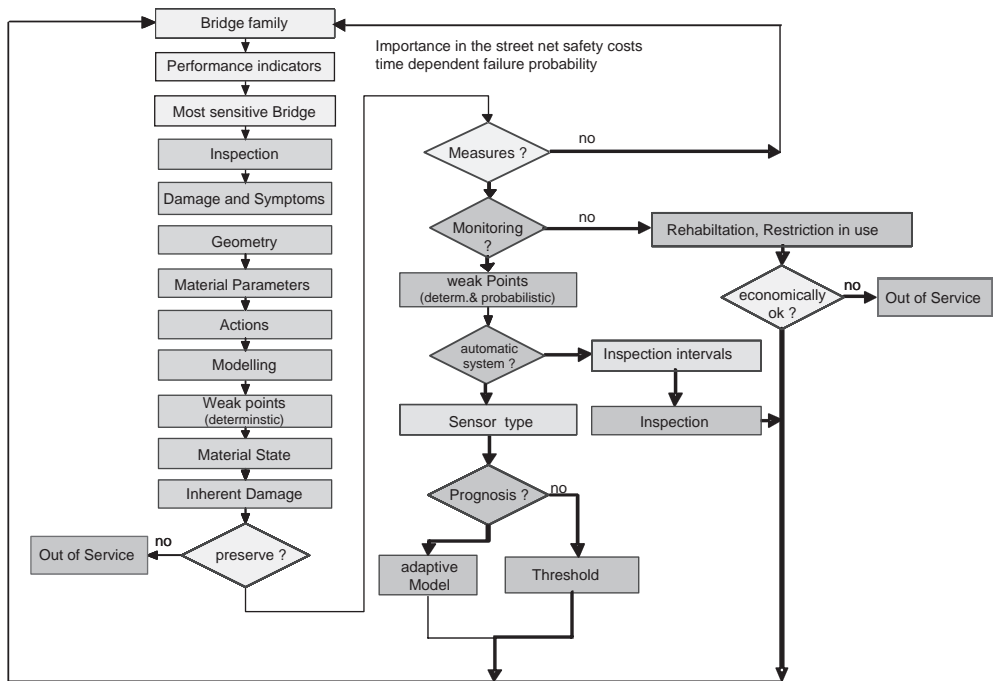 Bridge family
Importance in the street net safety costs
time dependent failure probability
Performance indicators
Most sensitive Bridge
Inspection
Damage and Symptoms
Geometry
Material Parameters
Actions
Modelling
Weak points
(determinstic)
Material State
Inherent Damage
preserve ?
no
Out of Service
Measures ?
no
Monitoring
?
no
Rehabiltation, Restriction in use
economically
ok ?
no
Out of Service
weak Points
(determ.& probabilistic)
automatic
system ?
Inspection intervals
Inspection
Sensor type
Prognosis ?
no
adaptive
Model
Threshold